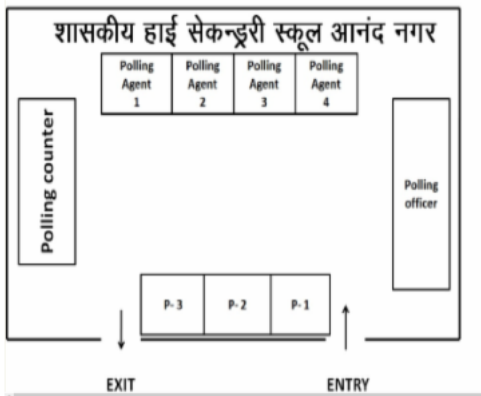 शासकीय हाई सेकन्ड्ररी स्कूल आनंद नगर
Polling Agent 1
Polling Agent 2
Polling Agent 3
Polling Agent 4
Polling counter
Polling officer
P-3
P-2
P-1
EXIT
ENTRY